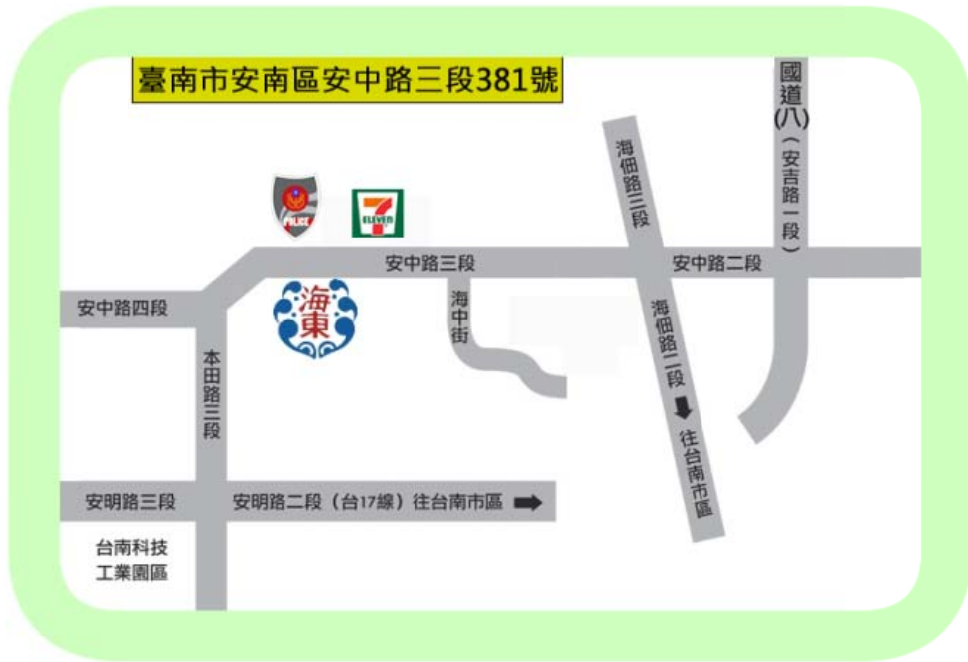 臺南市安南區安中路三段381號
國道(八)(安吉路一段)
海佃路三段
POLICE
7
ELEVEN
安中路三段
安中路二段
安中路四段
海東
海中街
海佃路二段
往台南市區
本田路三段
安明路三段
安明路二段(台17線)往台南市區
台南科技
工業園區